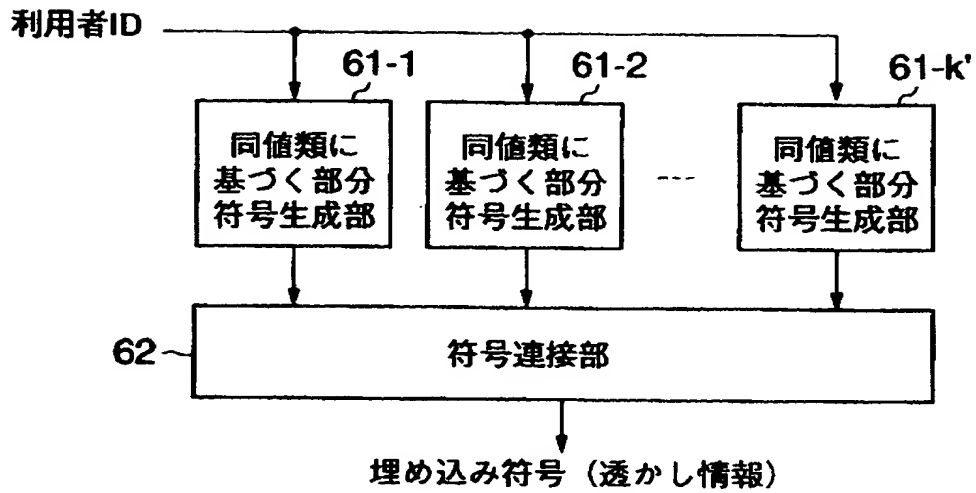 利用者ID
61-1
61-2
61-k'
同値類に
基づく部分
符号生成部
同値類に
基づく部分
符号生成部
同値類に
基づく部分
符号生成部
62
符号連接部
埋め込み符号（透かし情報）